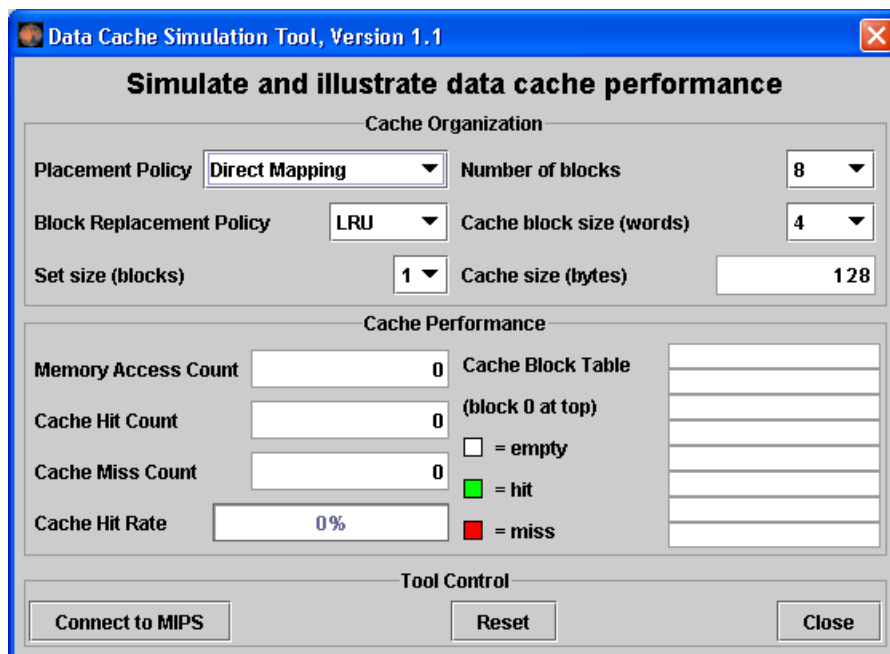 Data Cache Simulation Tool, Version 1.1
Simulate and illustrate data cache performance
Cache Organization
Placement Policy Direct Mapping Number of blocks 8
Block Replacement Policy LRU Cache block size (words) 4
Set size (blocks) 1 Cache size (bytes) 128
Cache Performance
Memory Access Count 0 Cache Block Table
(block 0 at top)
Cache Hit Count 0
= empty
Cache Miss Count 0
= hit
Cache Hit Rate 0%
= miss
Tool Control
Connect to MIPS Reset Close